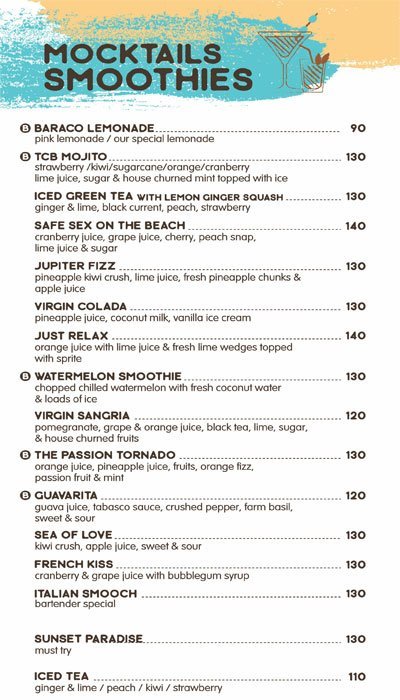 MOCKTAILS
SMOOTHIES
B BARACO LEMONADE 90
pink lemonade / our special lemonade
B TCB MOJITO 130
strawberry /kiwi/sugarcane/orange/cranberry
lime juice, sugar & house churned mint topped with ice
ICED GREEN TEA WITH LEMON GINGER SQUASH 130
ginger & lime, black current, peach, strawberry
SAFE SEX ON THE BEACH 140
cranberry juice, grape juice, cherry, peach snap,
lime juice & sugar
JUPITER FIZZ 130
pineapple kiwi crush, lime juice, fresh pineapple chunks &
apple juice
VIRGIN COLADA 130
pineapple juice, coconut milk, vanilla ice cream
JUST RELAX 140
orange juice with lime juice & fresh lime wedges topped
with sprite
B WATERMELON SMOOTHIE 130
chopped chilled watermelon with fresh coconut water
& loads of ice
VIRGIN SANGRIA 120
pomegranate, grape & orange juice, black tea, lime, sugar,
& house churned fruits
B THE PASSION TORNADO 130
orange juice, pineapple juice, fruits, orange fizz,
passion fruit & mint
B GUAVARITA 120
guava juice, tabasco sauce, crushed pepper, farm basil,
sweet & sour
SEA OF LOVE 130
kiwi crush, apple juice, sweet & sour
FRENCH KISS 130
cranberry & grape juice with bubblegum syrup
ITALIAN SMOOCH 130
bartender special
SUNSET PARADISE 130
must try
ICED TEA 110
ginger & lime / peach / kiwi / strawberry